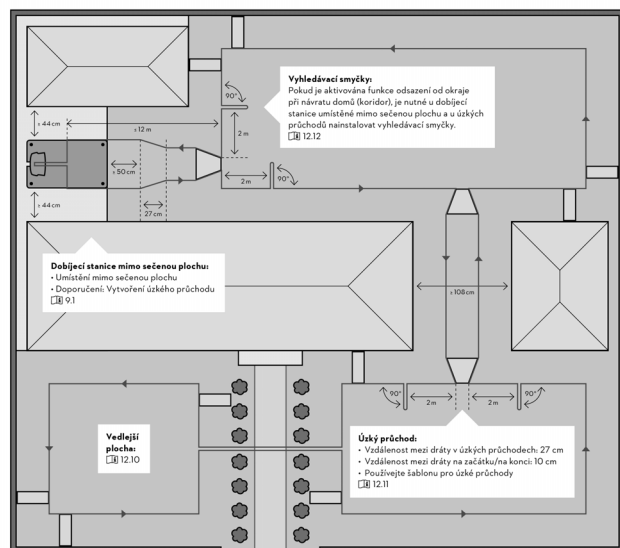 Vyhledávací smyčky:
Pokud je aktivována funkce odsazení od okraje
při návratu domů (koridor), je nutné u dobíjecí
stanice umístěné mimo sečenou plochu a u úzkých
průchodů nainstalovat vyhledávací smyčky.
12.12
90°
≥ 44 cm
≤ 12 m
2 m
≥ 50 cm
2 m
90°
≥ 44 cm
27 cm
Dobíjecí stanice mimo sečenou plochu:
• Umístění mimo sečenou plochu
• Doporučení: Vytvoření úzkého průchodu
9.1
≥ 108 cm
90°
2 m
2 m
90°
Vedlejší
plocha:
12.10
Úzký průchod:
• Vzdálenost mezi dráty v úzkých průchodech: 27 cm
• Vzdálenost mezi dráty na začátku/na konci: 10 cm
• Používejte šablonu pro úzké průchody
12.11